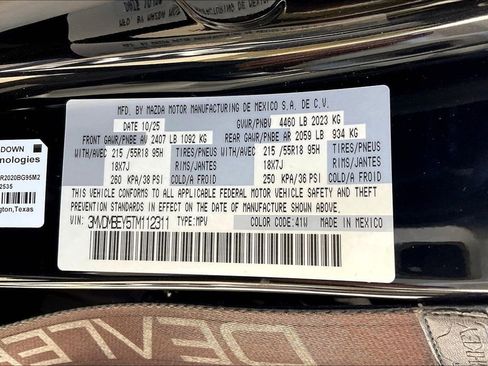 MFD. BY MAZDA MOTOR MANUFACTURING DE MEXICO S.A. DE C.V.
DATE 10/25 GVWR/PNBV 4460 LB 2023 KG
FRONT GAWR/PNBE AV 2407 LB 1092 KG REAR GAWR/PNBE AR 2059 LB 934 KG
WITH/AVEC 215 /55R18 95H TIRES/PNEUS WITH/AVEC 215 /55R18 95H TIRES/PNEUS
18X7J RIMS/JANTES 18X7J RIMS/JANTES
260 KPA/38 PSI COLD/A FROID 250 KPA/36 PSI COLD/A FROID
THIS VEHICLE CONFORMS TO ALL APPLICABLE FEDERAL MOTOR VEHICLE SAFETY
STANDARDS IN EFFECT ON THE DATE OF MANUFACTURE SHOWN ABOVE.
VIN: 3MVDMBEY5TM112311 TYPE: MPV COLOR CODE: 41W MADE IN MEXICO
DOWN
nologies
R2020BG95M2
2535
ngton, Texas
DEALER